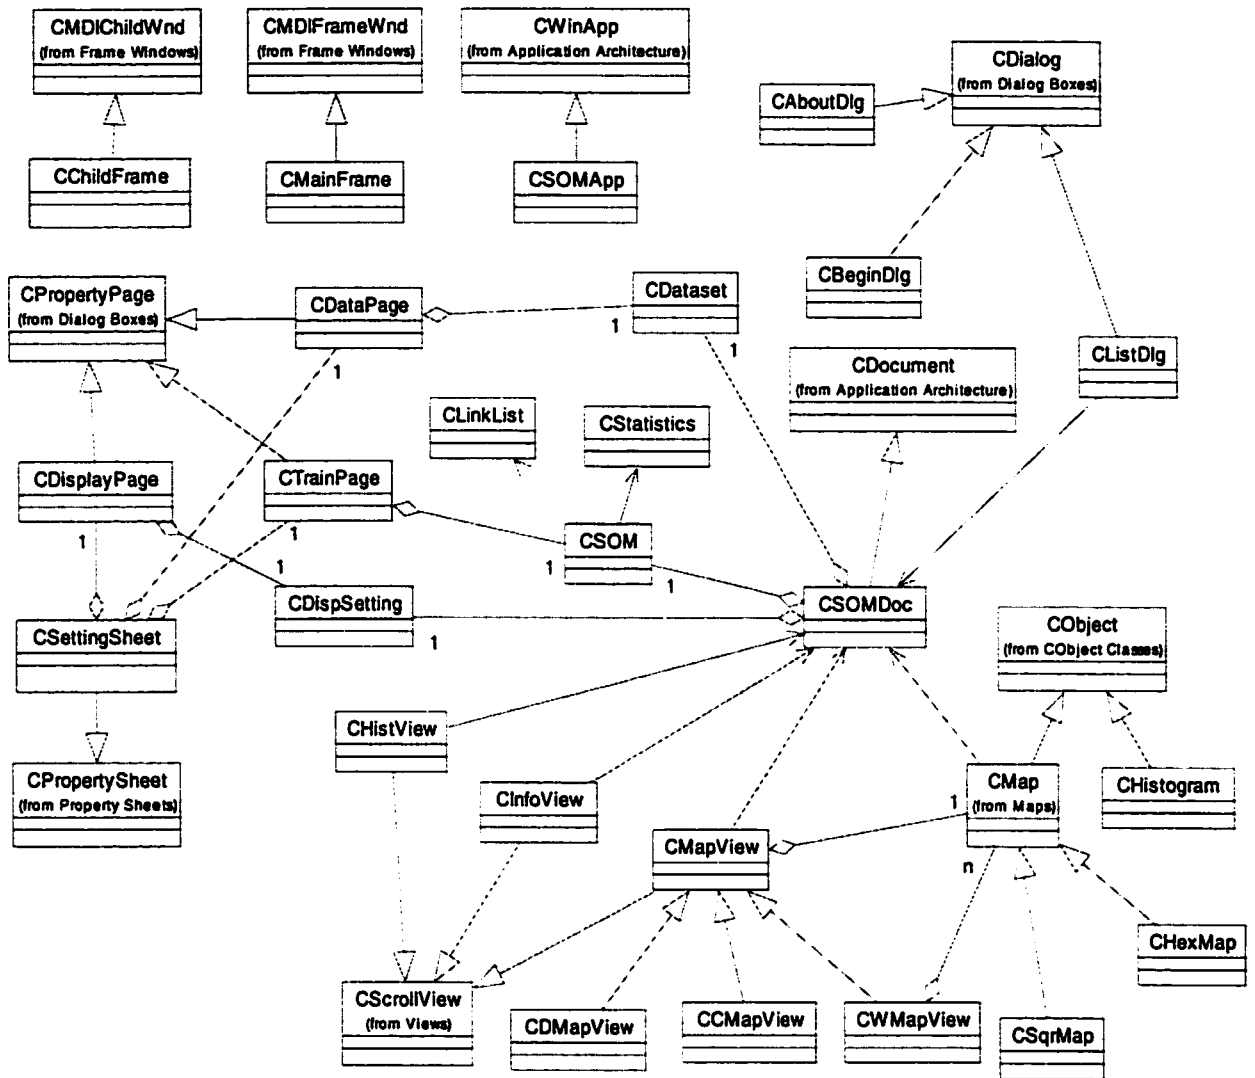 CMDIChildWnd
(from Frame Windows)
CMDIFrameWnd
(from Frame Windows)
CWinApp
(from Application Architecture)
CDialog
(from Dialog Boxes)
CAboutDlg
CChildFrame
CMainFrame
CSOMApp
CBeginDlg
CPropertyPage
(from Dialog Boxes)
CDataPage
CDataset
1
1
1
CDocument
(from Application Architecture)
CListDlg
CLinkList
CStatistics
CDisplayPage
CTrainPage
1
1
1
CSOM
1
1
CDispSetting
1
CSOMDoc
CSettingSheet
CObject
(from CObject Classes)
CHistView
CPropertySheet
(from Property Sheets)
CInfoView
CMap
(from Maps)
1
CHistogram
CMapView
n
CHexMap
CScrollView
(from Views)
CDMapView
CCMapView
CWMapView
CSqrMap